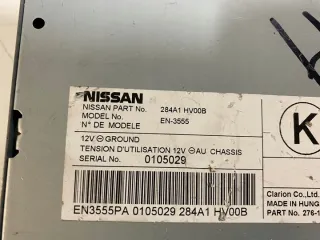 NISSAN
NISSAN PART No. 284A1 HV00B
MODEL No. EN-3555
N° DE MODELE
12V ⊖ GROUND
TENSION D'UTILISATION 12V ⊖ AU CHASSIS
SERIAL No. 0105029
EN3555PA 0105029 284A1 HV00B
K
Clarion Co.,Ltd.
MADE IN HUNG
PART No. 276-1